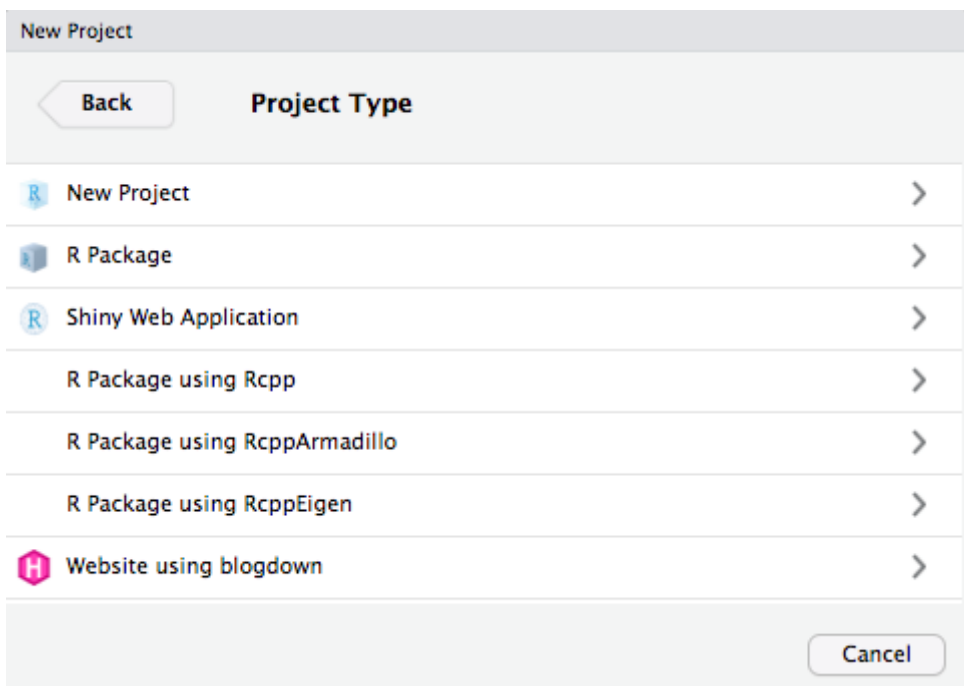 New Project
Back
Project Type
R New Project
R R Package
R Shiny Web Application
R Package using Rcpp
R Package using RcppArmadillo
R Package using RcppEigen
H Website using blogdown
Cancel